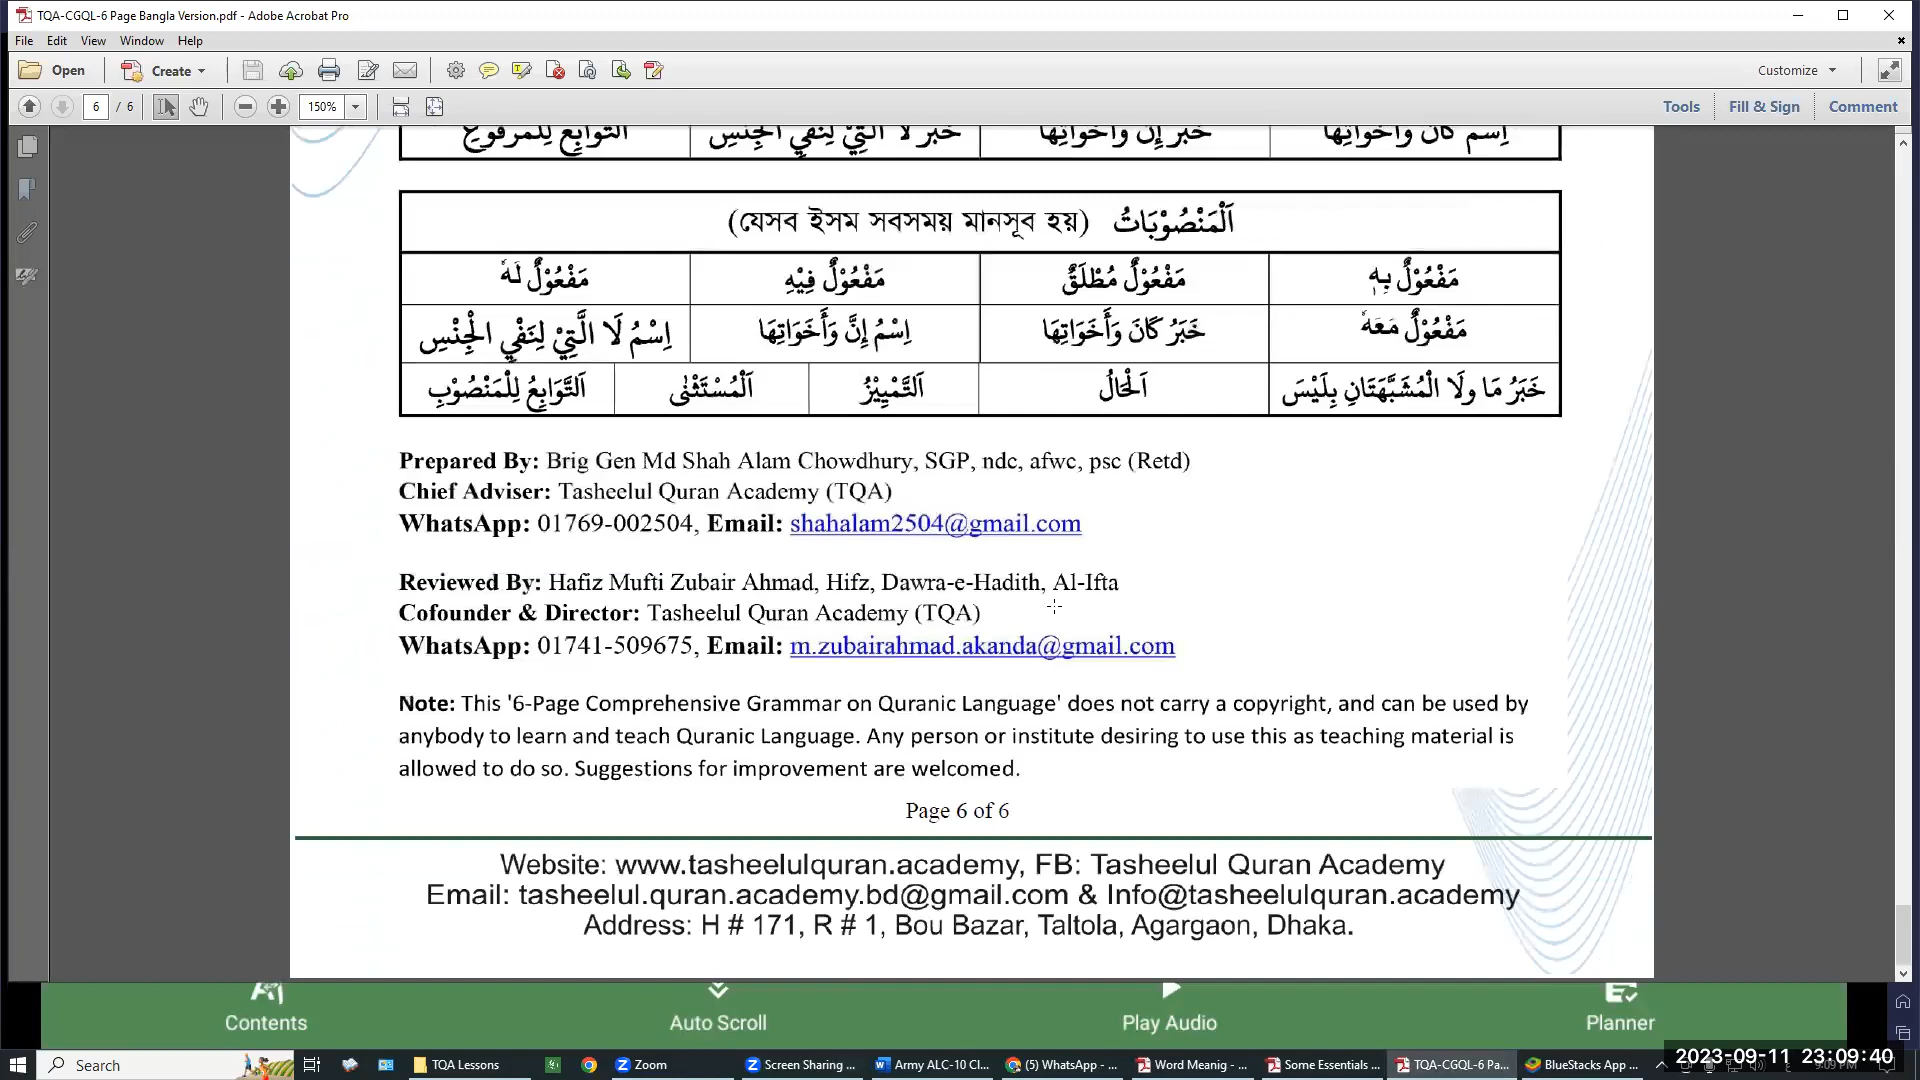 TQA-CGQL-6 Page Bangla Version.pdf - Adobe Acrobat Pro
File Edit View Window Help
Open Create Customize
6 / 6 150% Tools Fill & Sign Comment
اِسْمُ كَانَ وَأَخَوَاتِهَا خَبَرُ إِنَّ وَأَخَوَاتِهَا خَبَرُ لَا الَّتِيْ لِنَفْيِ الْجِنْسِ اَلتَّوَابِعُ لِلْمَرْفُوْعِ
اَلْمَنْصُوْبَاتُ (যেসব ইসম সবসময় মানসূব হয়)
مَفْعُوْلٌ بِهٖ مَفْعُوْلٌ مُطْلَقٌ مَفْعُوْلٌ فِيْهِ مَفْعُوْلٌ لَهٗ
مَفْعُوْلٌ مَعَهٗ خَبَرُ كَانَ وَأَخَوَاتِهَا اِسْمُ إِنَّ وَأَخَوَاتِهَا اِسْمُ لَا الَّتِيْ لِنَفْيِ الْجِنْسِ
خَبَرُ مَا ولَا الْمُشَبَّهَتَانِ بِلَيْسَ اَلْحَالُ اَلتَّمْيِيْزُ اَلْمُسْتَثْنٰى اَلتَّوَابِعُ لِلْمَنْصُوْبِ
Prepared By: Brig Gen Md Shah Alam Chowdhury, SGP, ndc, afwc, psc (Retd)
Chief Adviser: Tasheelul Quran Academy (TQA)
WhatsApp: 01769-002504, Email: shahalam2504@gmail.com
Reviewed By: Hafiz Mufti Zubair Ahmad, Hifz, Dawra-e-Hadith, Al-Ifta
Cofounder & Director: Tasheelul Quran Academy (TQA)
WhatsApp: 01741-509675, Email: m.zubairahmad.akanda@gmail.com
Note: This '6-Page Comprehensive Grammar on Quranic Language' does not carry a copyright, and can be used by
anybody to learn and teach Quranic Language. Any person or institute desiring to use this as teaching material is
allowed to do so. Suggestions for improvement are welcomed.
Page 6 of 6
Website: www.tasheelulquran.academy, FB: Tasheelul Quran Academy
Email: tasheelul.quran.academy.bd@gmail.com & Info@tasheelulquran.academy
Address: H # 171, R # 1, Bou Bazar, Taltola, Agargaon, Dhaka.
Contents Auto Scroll Play Audio Planner
Search TQA Lessons Zoom Screen Sharing ... Army ALC-10 Cl... (5) WhatsApp - ... Word Meanig - ... Some Essentials ... TQA-CGQL-6 Pa... BlueStacks App ...
2023-09-11 23:09:40